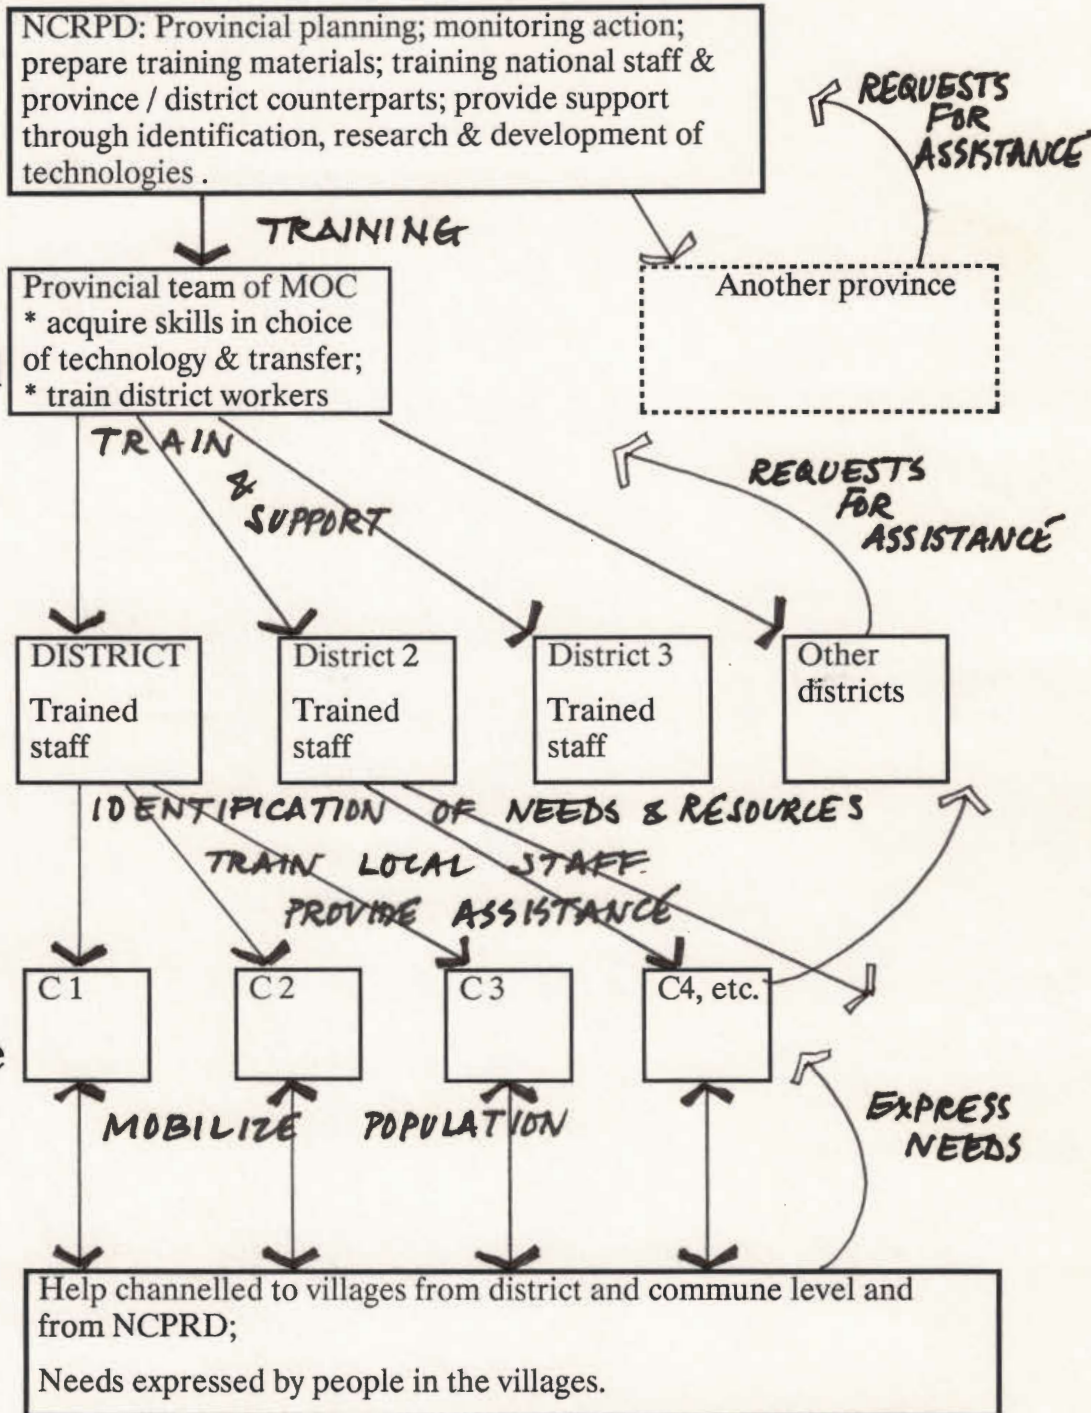 NCRPD: Provincial planning; monitoring action;
prepare training materials; training national staff &
province / district counterparts; provide support
through identification, research & development of
technologies .
REQUESTS
FOR
ASSISTANCE
TRAINING
Provincial team of MOC
* acquire skills in choice
of technology & transfer;
* train district workers
Another province
TRAIN
&
SUPPORT
REQUESTS
FOR
ASSISTANCE
DISTRICT
Trained
staff
District 2
Trained
staff
District 3
Trained
staff
Other
districts
IDENTIFICATION OF NEEDS & RESOURCES
TRAIN LOCAL STAFF
PROVIDE ASSISTANCE
C 1
C 2
C 3
C4, etc.
MOBILIZE POPULATION
EXPRESS
NEEDS
Help channelled to villages from district and commune level and
from NCPRD;
Needs expressed by people in the villages.